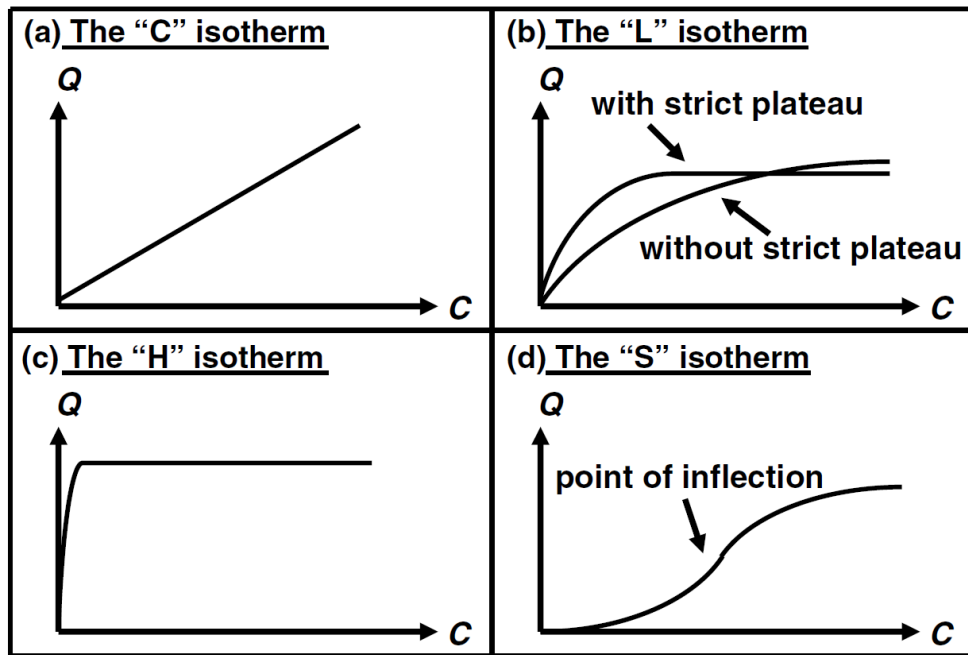 (a) The “C” isotherm
Q
C
(b) The “L” isotherm
Q
with strict plateau
without strict plateau
C
(c) The “H” isotherm
Q
C
(d) The “S” isotherm
Q
point of inflection
C